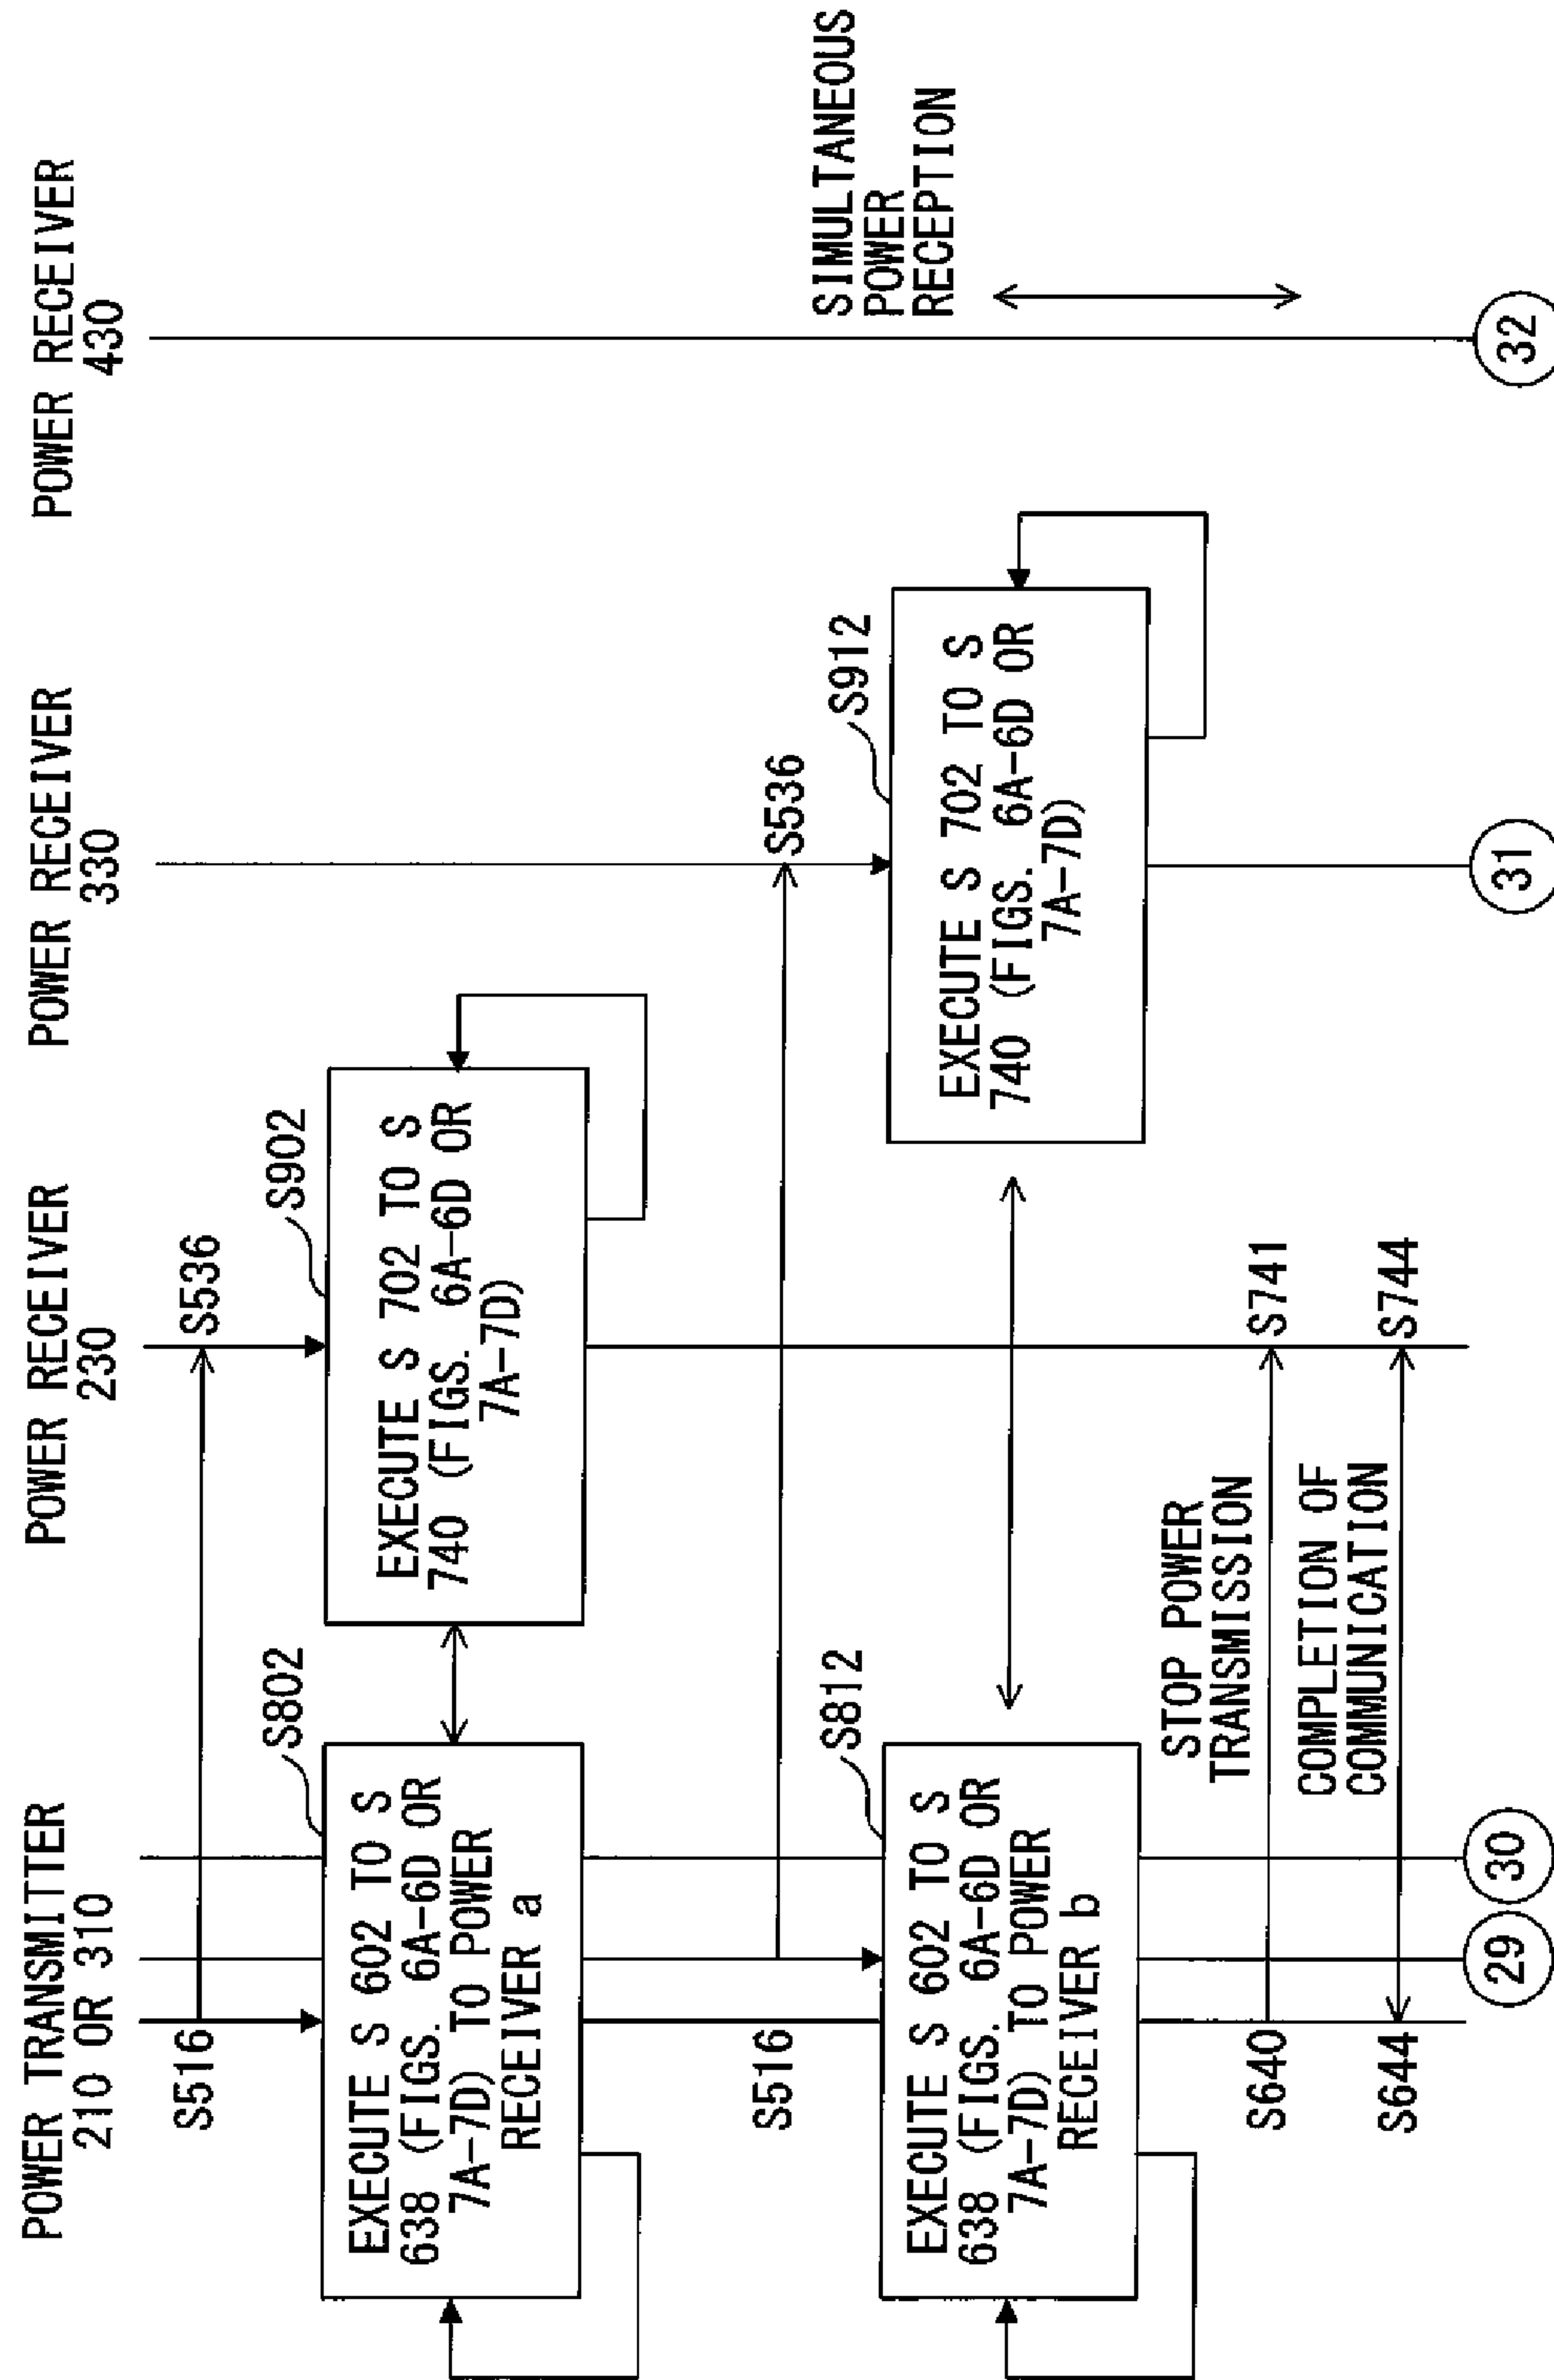 POWER TRANSMITTER
210 OR 310
POWER RECEIVER
230
POWER RECEIVER
330
POWER RECEIVER
430
S516
S536
S802
EXECUTE S 602 TO S
638 (FIGS. 6A-6D OR
7A-7D) TO POWER
RECEIVER a
S902
EXECUTE S 702 TO S
740 (FIGS. 6A-6D OR
7A-7D)
S516
S536
S812
EXECUTE S 602 TO S
638 (FIGS. 6A-6D OR
7A-7D) TO POWER
RECEIVER b
S912
EXECUTE S 702 TO S
740 (FIGS. 6A-6D OR
7A-7D)
SIMULTANEOUS
POWER
RECEPTION
STOP POWER
TRANSMISSION
S640
S741
COMPLETION OF
COMMUNICATION
S644
S744
29
30
31
32